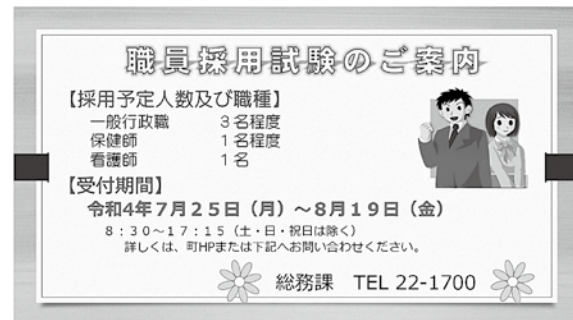 職員採用試験のご案内
【採用予定人数及び職種】
一般行政職 3名程度
保健師 1名程度
看護師 1名
【受付期間】
令和4年7月25日（月）～8月19日（金）
8：30～17：15（土・日・祝日は除く）
詳しくは、町HPまたは下記へお問い合わせください。
総務課 TEL 22-1700